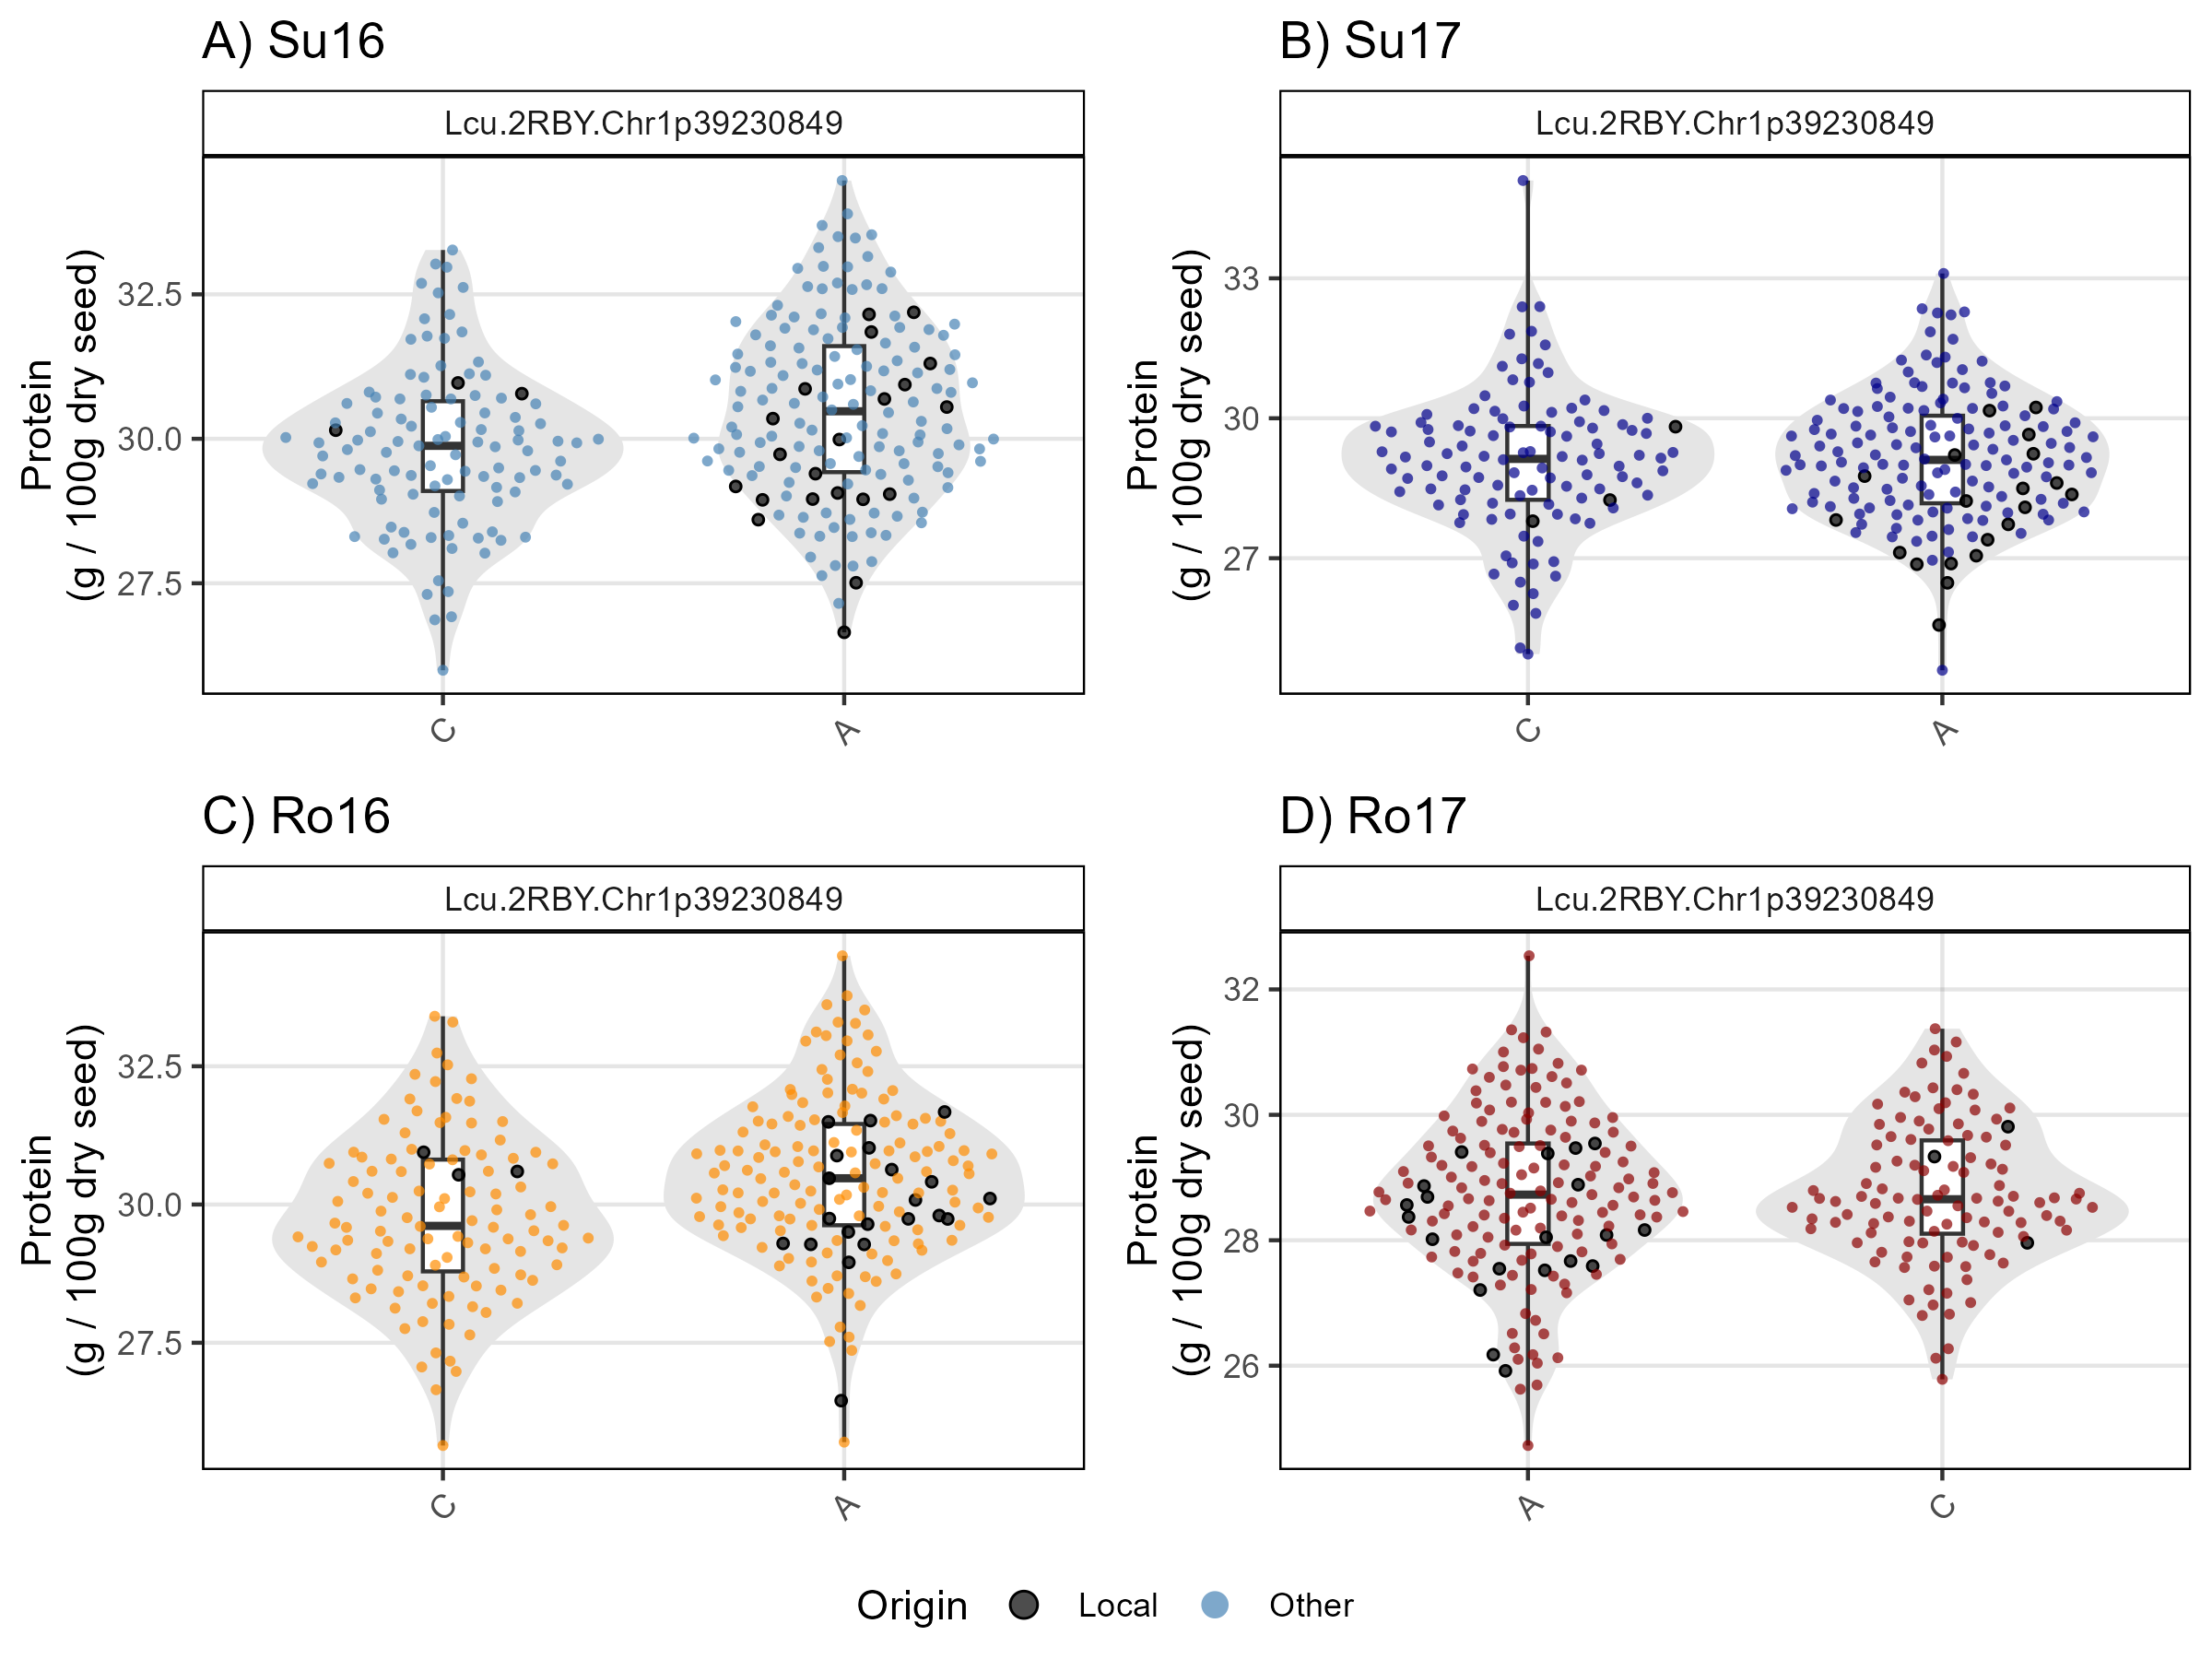 A) Su16
Lcu.2RBY.Chr1p39230849
Protein
(g / 100g dry seed)
32.5
30.0
27.5
C
A
B) Su17
Lcu.2RBY.Chr1p39230849
Protein
(g / 100g dry seed)
33
30
27
C
A
C) Ro16
Lcu.2RBY.Chr1p39230849
Protein
(g / 100g dry seed)
32.5
30.0
27.5
C
A
D) Ro17
Lcu.2RBY.Chr1p39230849
Protein
(g / 100g dry seed)
32
30
28
26
A
C
Origin Local Other